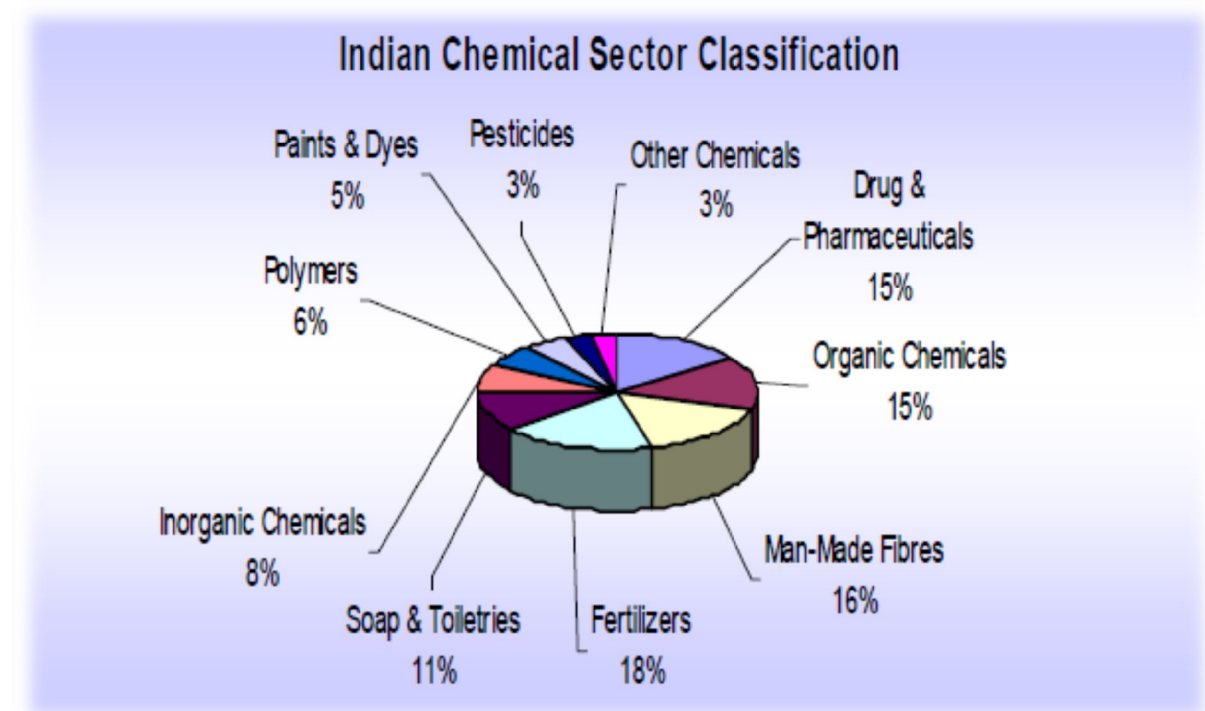 Indian Chemical Sector Classification
Paints & Dyes
5%
Pesticides
3%
Other Chemicals
3%
Drug &
Pharmaceuticals
15%
Polymers
6%
Organic Chemicals
15%
Inorganic Chemicals
8%
Man-Made Fibres
16%
Soap & Toiletries
11%
Fertilizers
18%